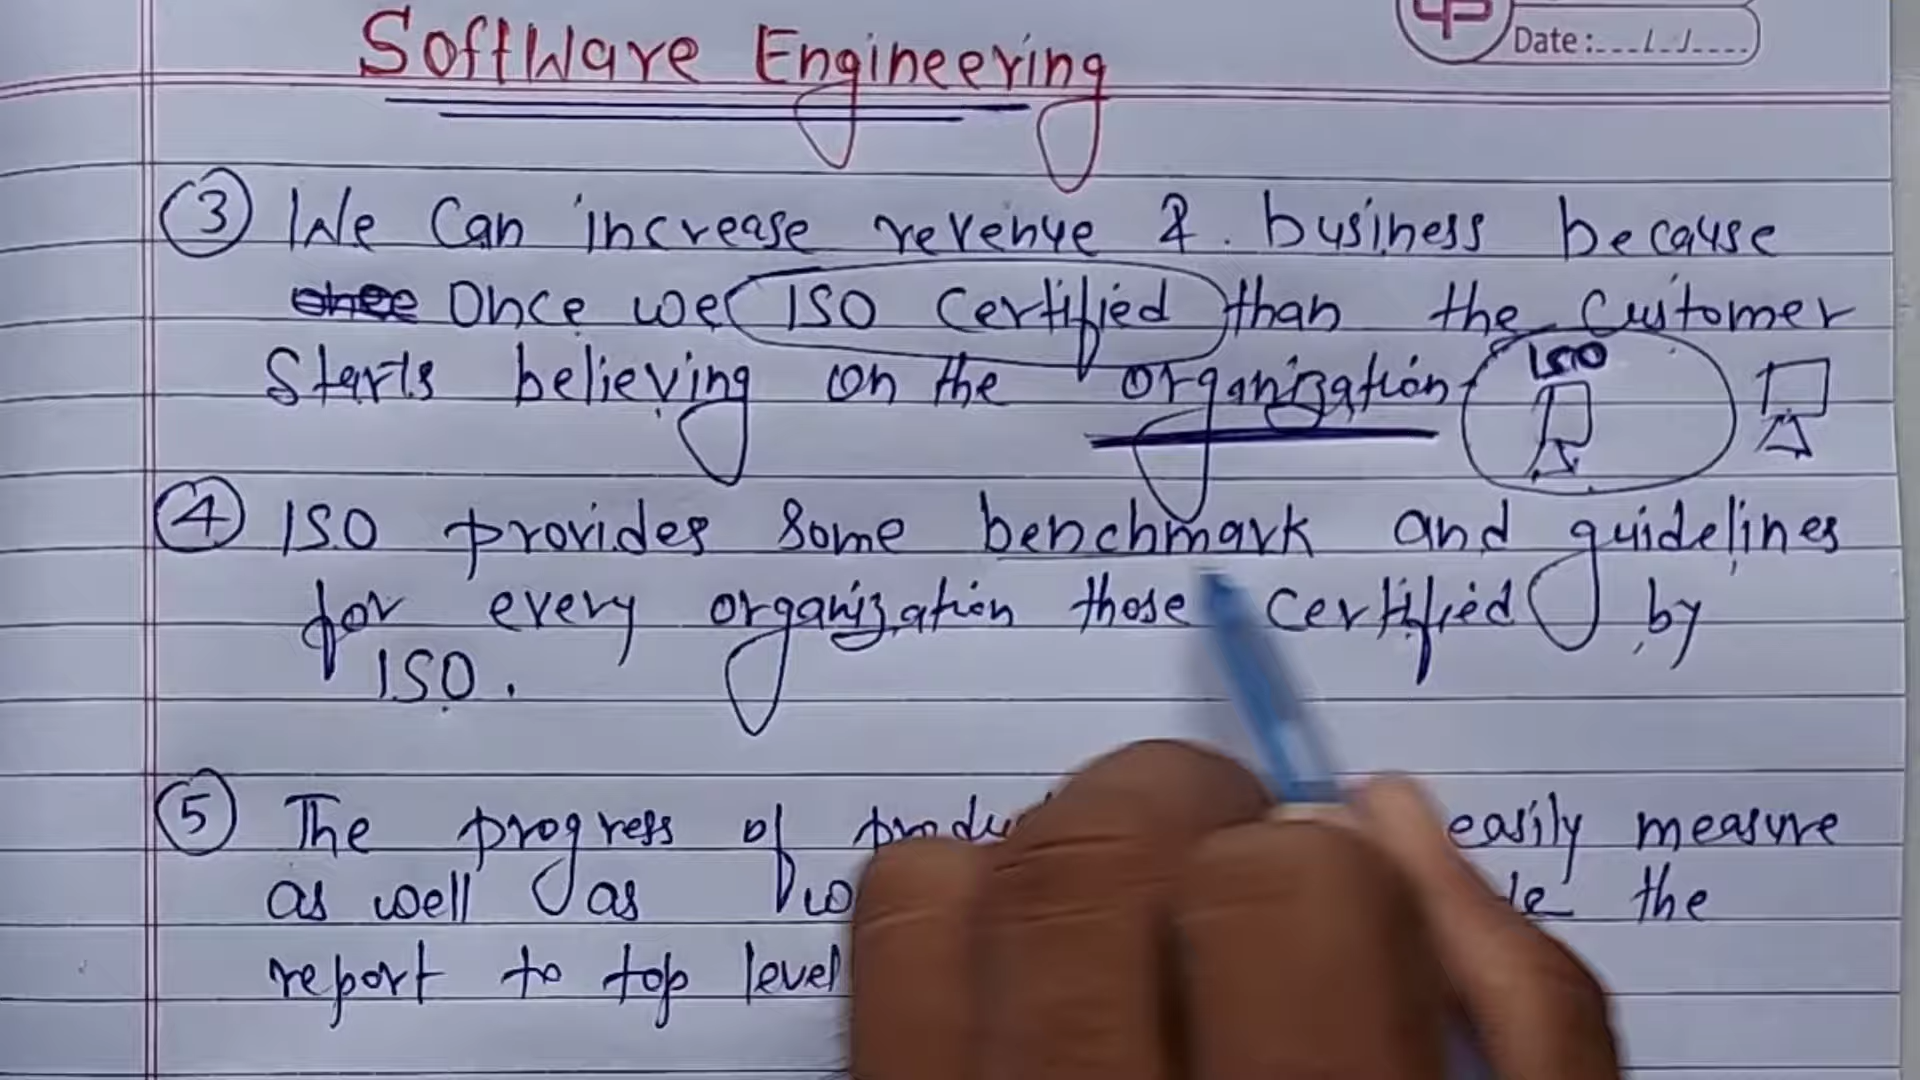 Software Engineering
Date :
③ We Can increase revenue & business because
Once we ISO Certified than the Customer
Starts believing on the organization
ISO
④ ISO provides Some benchmark and guidelines
for every organization those certified by
ISO.
⑤ The progress of easily measure
as well as the
report to top level